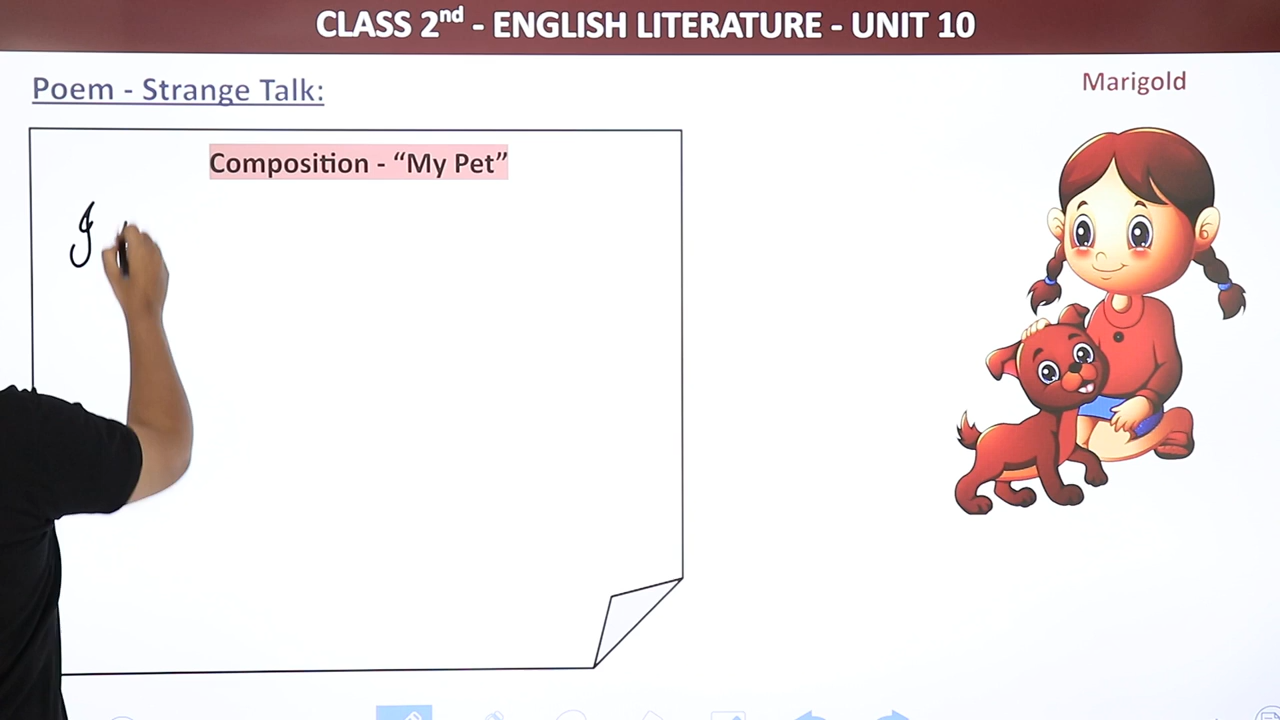 CLASS 2nd - ENGLISH LITERATURE - UNIT 10
Poem - Strange Talk:
Marigold
Composition - “My Pet”
I